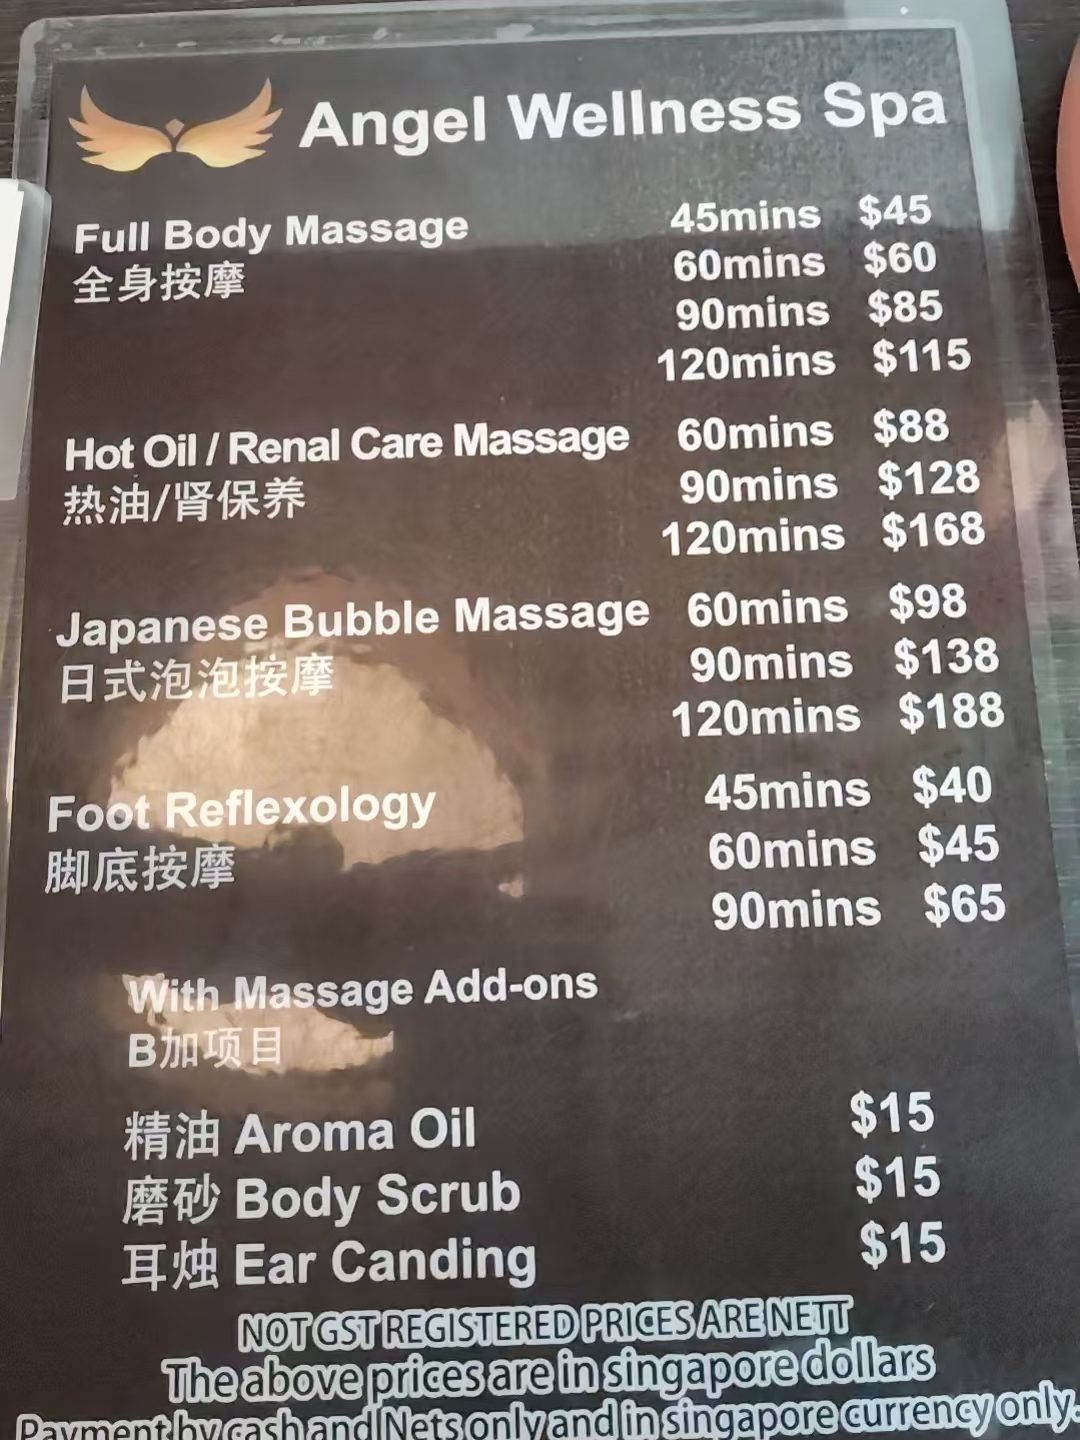 Angel Wellness Spa
Full Body Massage 45mins $45
全身按摩 60mins $60
90mins $85
120mins $115
Hot Oil / Renal Care Massage 60mins $88
热油/肾保养 90mins $128
120mins $168
Japanese Bubble Massage 60mins $98
日式泡泡按摩 90mins $138
120mins $188
Foot Reflexology 45mins $40
脚底按摩 60mins $45
90mins $65
With Massage Add-ons
B加项目
精油 Aroma Oil $15
磨砂 Body Scrub $15
耳烛 Ear Canding $15
NOT GST REGISTERED PRICES ARE NETT
The above prices are in singapore dollars
Payment by cash and Nets only and in singapore currency only.